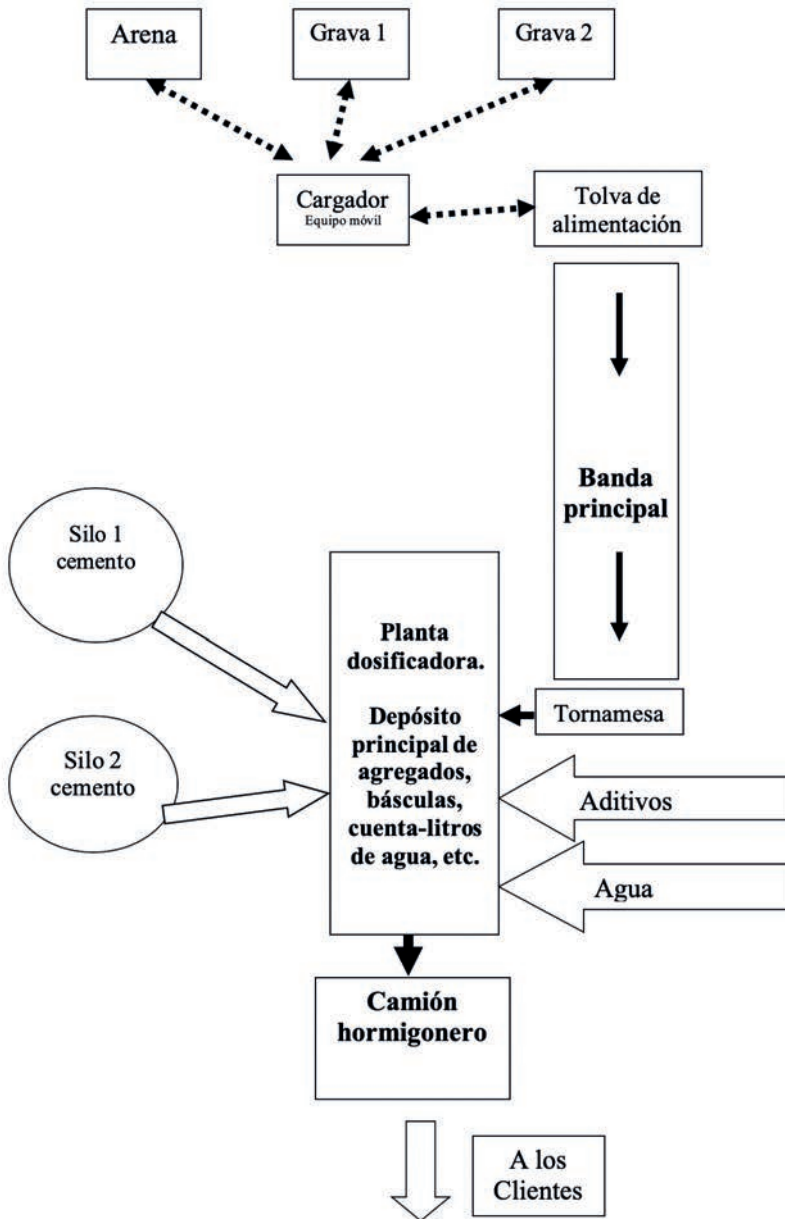 Arena
Grava 1
Grava 2
Cargador
Equipo móvil
Tolva de
alimentación
Banda
principal
Silo 1
cemento
Planta
dosificadora.
Depósito
principal de
agregados,
básculas,
cuenta-litros
de agua, etc.
Tornamesa
Silo 2
cemento
Aditivos
Agua
Camión
hormigonero
A los
Clientes